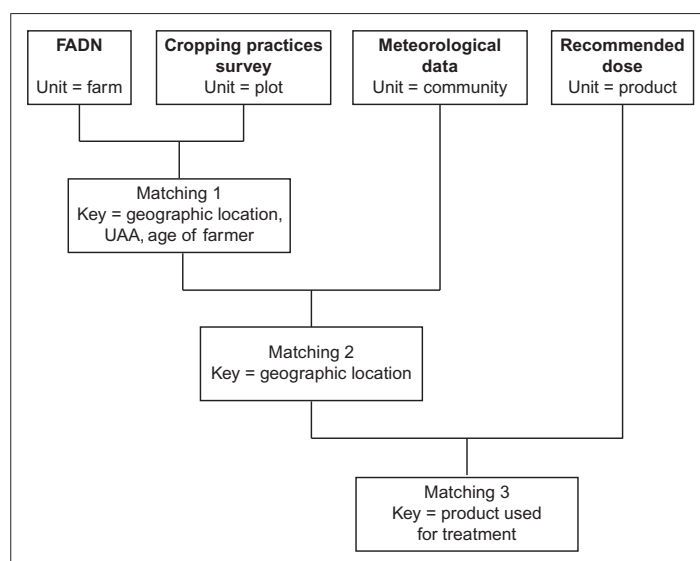 FADN
Unit = farm
Cropping practices
survey
Unit = plot
Meteorological
data
Unit = community
Recommended
dose
Unit = product
Matching 1
Key = geographic location,
UAA, age of farmer
Matching 2
Key = geographic location
Matching 3
Key = product used
for treatment